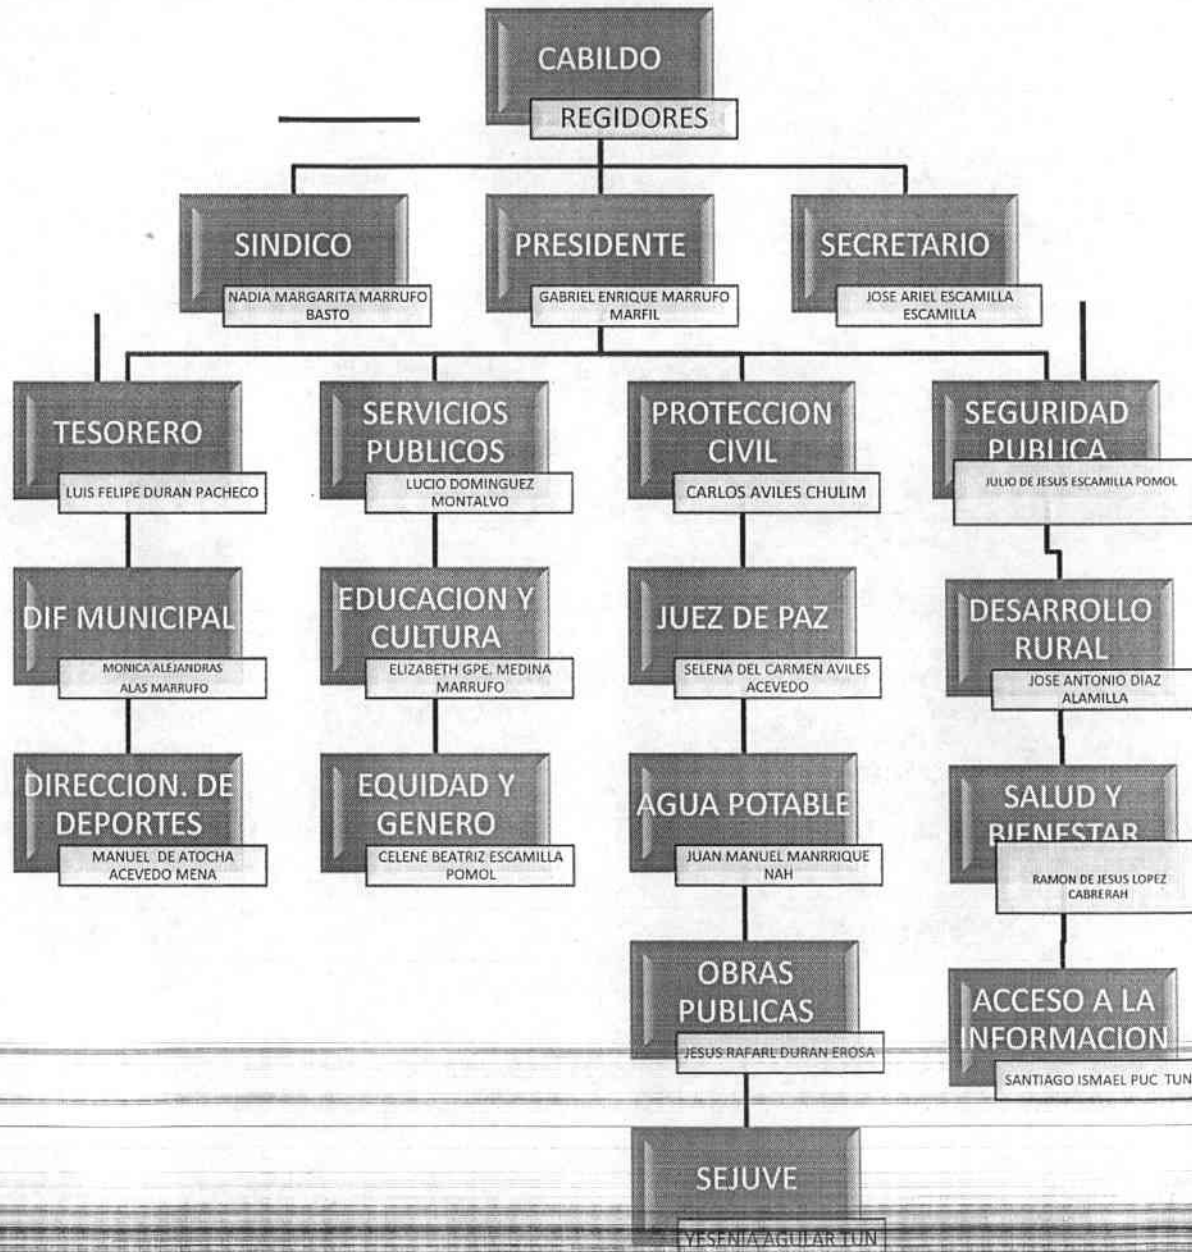 CABILDO
REGIDORES
SINDICO
NADIA MARGARITA MARRUFO
BASTO
PRESIDENTE
GABRIEL ENRIQUE MARRUFO
MARFIL
SECRETARIO
JOSE ARIEL ESCAMILLA
ESCAMILLA
TESORERO
LUIS FELIPE DURAN PACHECO
SERVICIOS
PUBLICOS
LUCIO DOMINGUEZ
MONTALVO
PROTECCION
CIVIL
CARLOS AVILES CHULIM
SEGURIDAD
PUBLICA
JULIO DE JESUS ESCAMILLA POMOL
DIF MUNICIPAL
MONICA ALEJANDRAS
ALAS MARRUFO
EDUCACION Y
CULTURA
ELIZABETH GPE. MEDINA
MARRUFO
JUEZ DE PAZ
SELENA DEL CARMEN AVILES
ACEVEDO
DESARROLLO
RURAL
JOSE ANTONIO DIAZ
ALAMILLA
DIRECCION. DE
DEPORTES
MANUEL DE ATOCHA
ACEVEDO MENA
EQUIDAD Y
GENERO
CELENE BEATRIZ ESCAMILLA
POMOL
AGUA POTABLE
JUAN MANUEL MANRRIQUE
NAH
SALUD Y
BIENESTAR
RAMON DE JESUS LOPEZ
CABRERAH
OBRAS
PUBLICAS
JESUS RAFARL DURAN EROSA
ACCESO A LA
INFORMACION
SANTIAGO ISMAEL PUC TUN
SEJUVE
YESENIA AGUILAR TUN